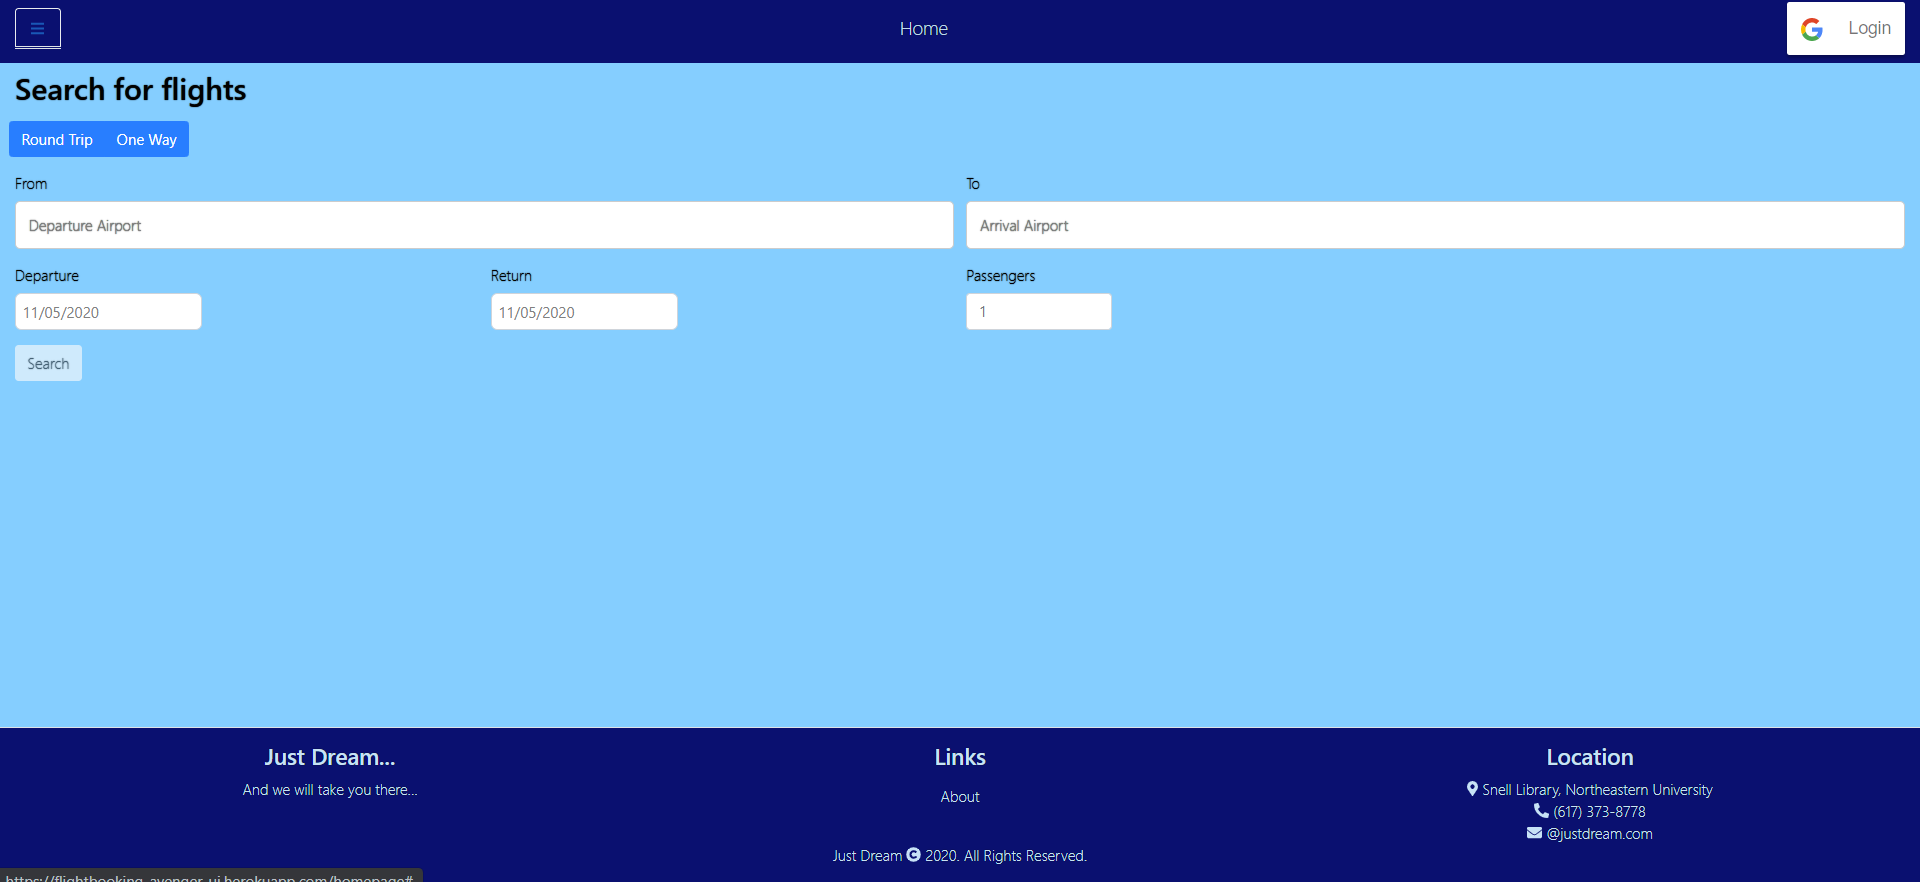 Home
Login
Search for flights
Round Trip One Way
From To
Departure Airport Arrival Airport
Departure Return Passengers
11/05/2020 11/05/2020 1
Search
Just Dream... Links Location
And we will take you there... About Snell Library, Northeastern University
(617) 373-8778
@justdream.com
Just Dream 2020. All Rights Reserved.
https://flightbooking-avenger-ui.herokuapp.com/homepage#